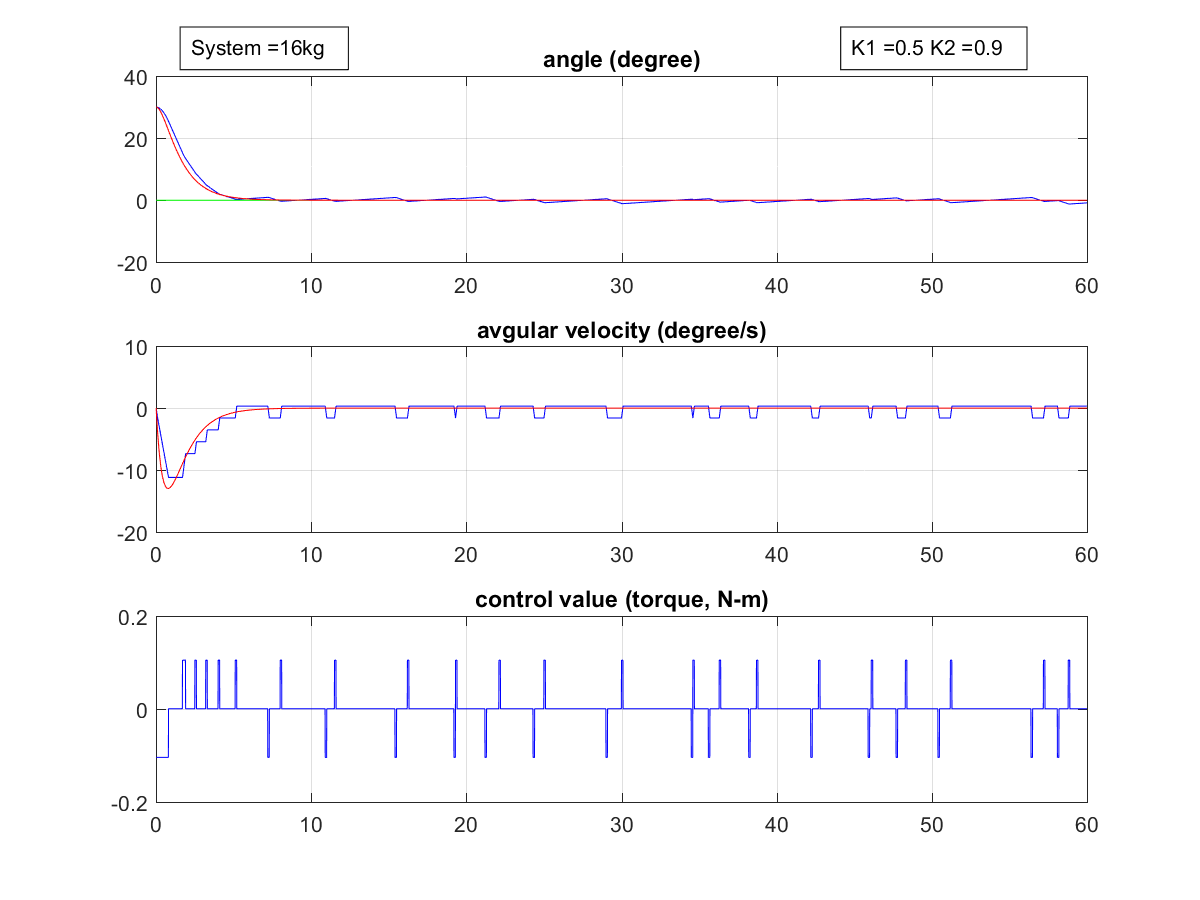 System =16kg
K1 =0.5 K2 =0.9
angle (degree)
40
20
0
-20
0 10 20 30 40 50 60
avgular velocity (degree/s)
10
0
-10
-20
0 10 20 30 40 50 60
control value (torque, N-m)
0.2
0
-0.2
0 10 20 30 40 50 60